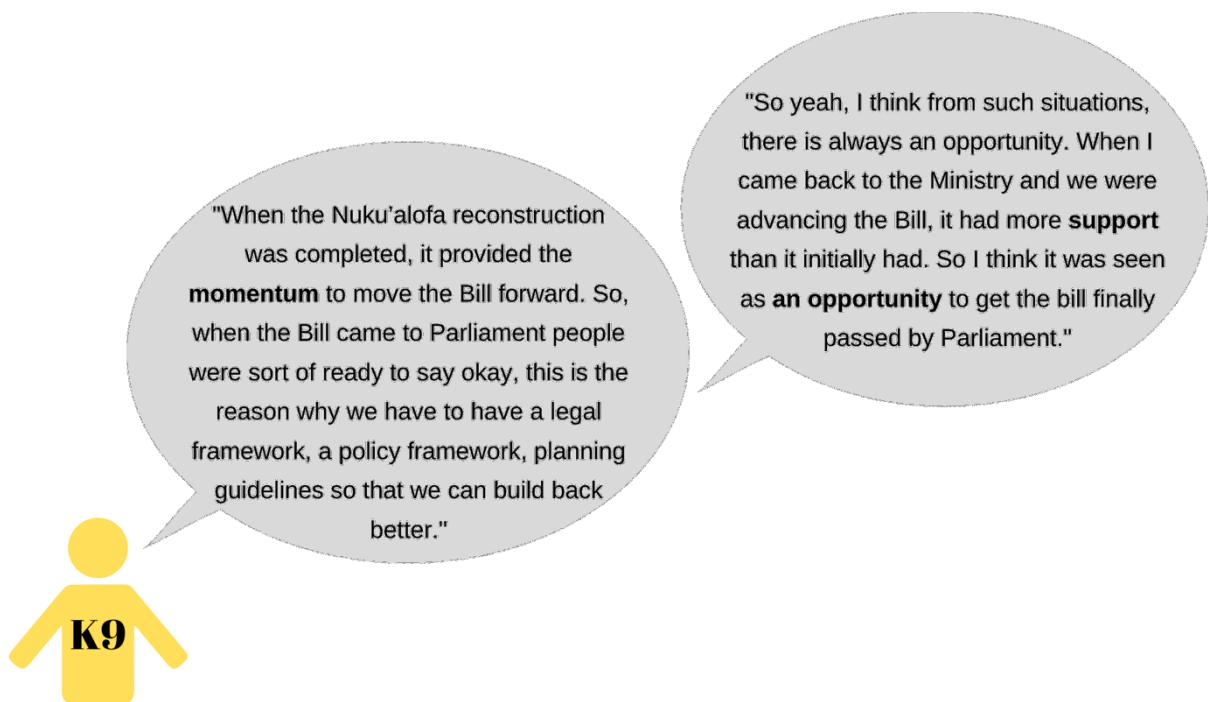 "When the Nuku’alofa reconstruction
was completed, it provided the
momentum to move the Bill forward. So,
when the Bill came to Parliament people
were sort of ready to say okay, this is the
reason why we have to have a legal
framework, a policy framework, planning
guidelines so that we can build back
better."
"So yeah, I think from such situations,
there is always an opportunity. When I
came back to the Ministry and we were
advancing the Bill, it had more support
than it initially had. So I think it was seen
as an opportunity to get the bill finally
passed by Parliament."
K9